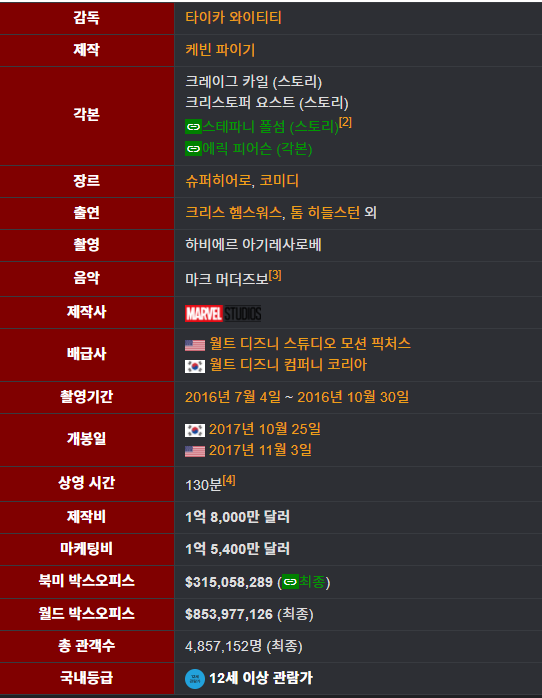 감독 타이카 와이티티
제작 케빈 파이기
각본 크레이그 카일 (스토리)
크리스토퍼 요스트 (스토리)
스테파니 풀섬 (스토리)[2]
에릭 피어슨 (각본)
장르 슈퍼히어로, 코미디
출연 크리스 헴스워스, 톰 히들스턴 외
촬영 하비에르 아기레사로베
음악 마크 머더즈보[3]
제작사 MARVEL STUDIOS
배급사 월트 디즈니 스튜디오 모션 픽처스
월트 디즈니 컴퍼니 코리아
촬영기간 2016년 7월 4일 ~ 2016년 10월 30일
개봉일 2017년 10월 25일
2017년 11월 3일
상영 시간 130분[4]
제작비 1억 8,000만 달러
마케팅비 1억 5,400만 달러
북미 박스오피스 $315,058,289 (최종)
월드 박스오피스 $853,977,126 (최종)
총 관객수 4,857,152명 (최종)
국내등급 12세 이상 관람가